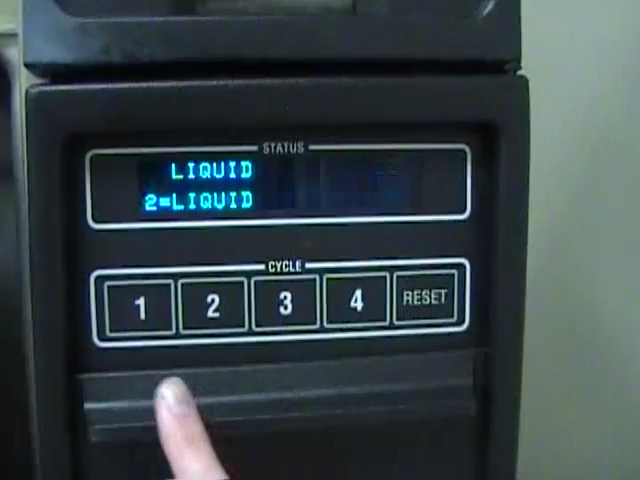 STATUS
LIQUID
2=LIQUID
CYCLE
1 2 3 4 RESET